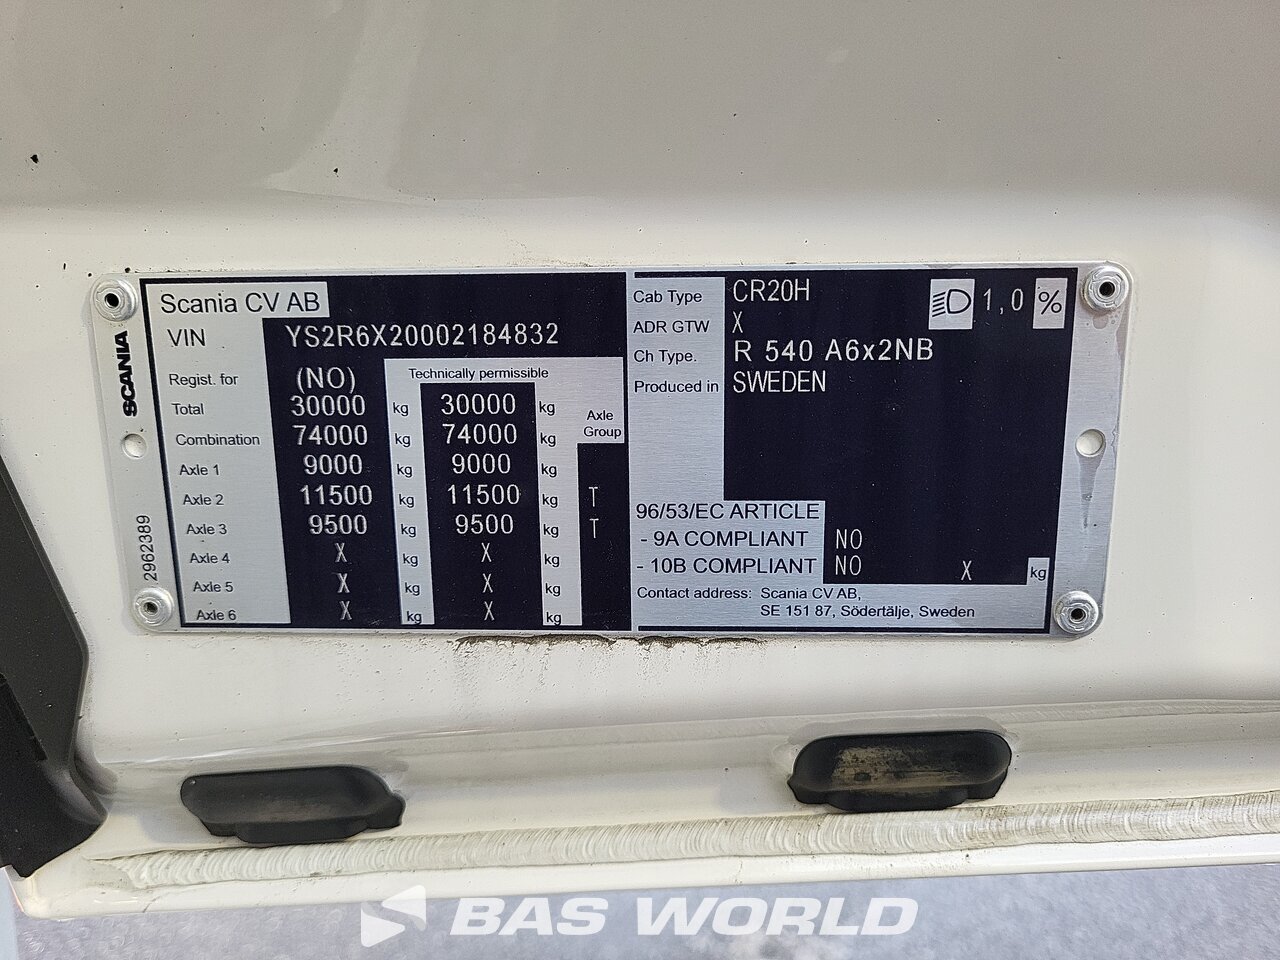 SCANIA
2962389
Scania CV AB
VIN YS2R6X20002184832
Regist. for (NO) Technically permissible
Total 30000 kg 30000 kg Axle Group
Combination 74000 kg 74000 kg
Axle 1 9000 kg 9000 kg
Axle 2 11500 kg 11500 kg T
Axle 3 9500 kg 9500 kg T
Axle 4 X kg X kg
Axle 5 X kg X kg
Axle 6 X kg X kg
Cab Type CR20H 1,0 %
ADR GTW X
Ch Type. R 540 A6x2NB
Produced in SWEDEN
96/53/EC ARTICLE
- 9A COMPLIANT NO
- 10B COMPLIANT NO X kg
Contact address: Scania CV AB,
SE 151 87, Södertälje, Sweden
BAS WORLD